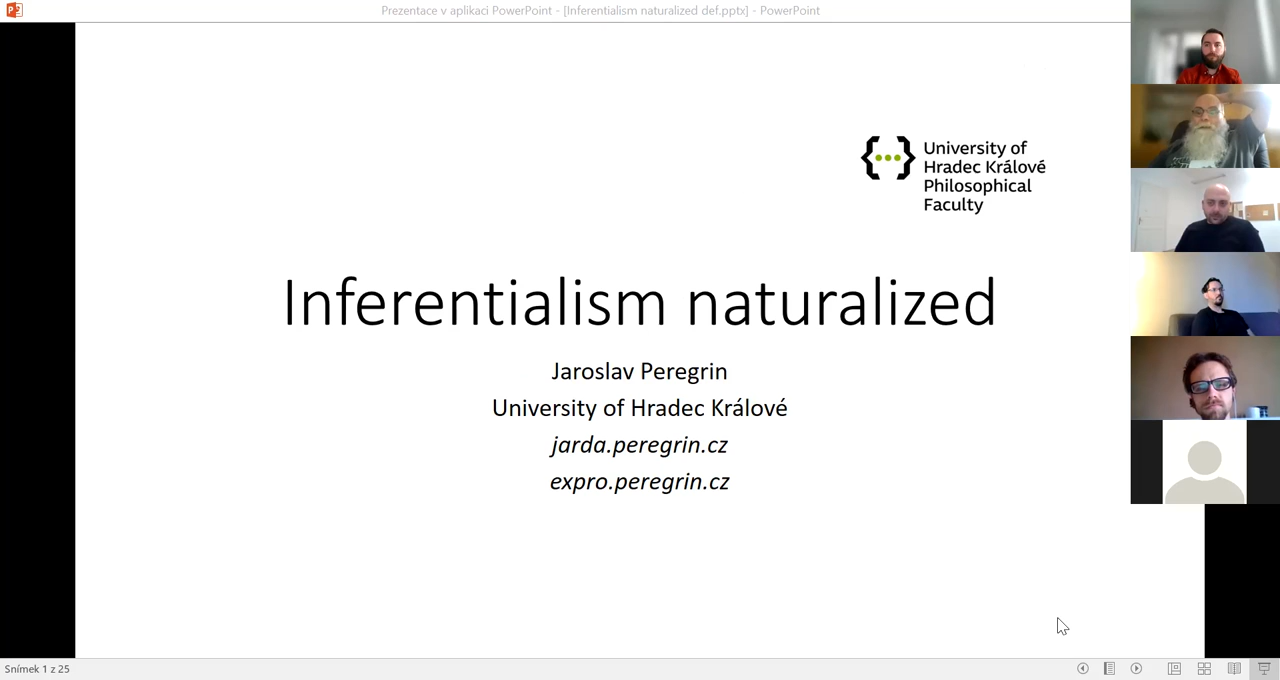 Prezentace v aplikaci PowerPoint - [Inferentialism naturalized def.pptx] - PowerPoint
University of
Hradec Králové
Philosophical
Faculty
Inferentialism naturalized
Jaroslav Peregrin
University of Hradec Králové
jarda.peregrin.cz
expro.peregrin.cz
Snímek 1 z 25